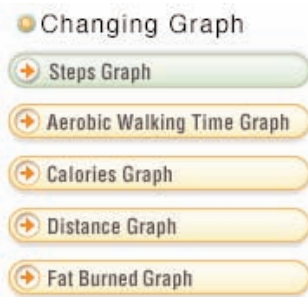 Changing Graph
Steps Graph
Aerobic Walking Time Graph
Calories Graph
Distance Graph
Fat Burned Graph